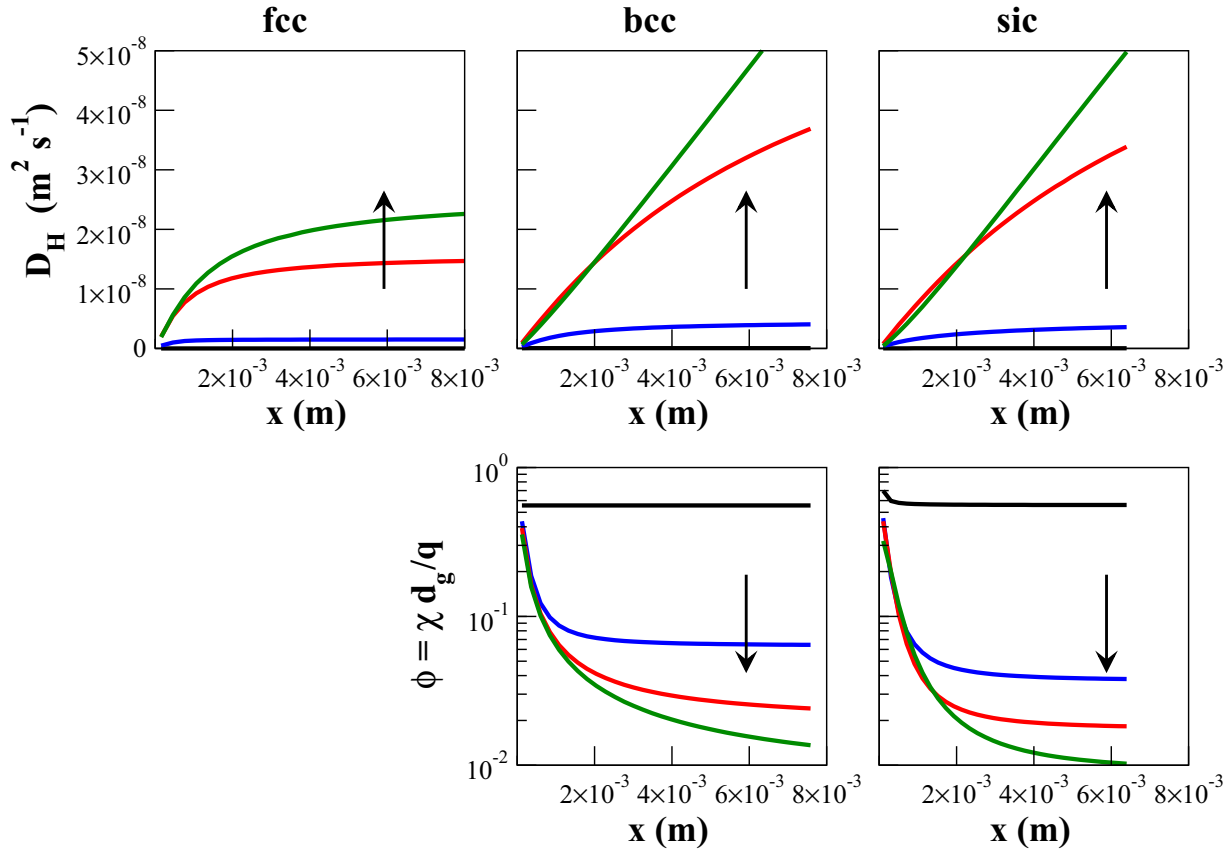 fcc bcc sic
D_H (m² s⁻¹)
5×10⁻⁸
4×10⁻⁸
3×10⁻⁸
2×10⁻⁸
1×10⁻⁸
0
2×10⁻³ 4×10⁻³ 6×10⁻³ 8×10⁻³ 2×10⁻³ 4×10⁻³ 6×10⁻³ 8×10⁻³ 2×10⁻³ 4×10⁻³ 6×10⁻³ 8×10⁻³
x (m) x (m) x (m)
ϕ = χ d_g/q
10⁰
10⁻¹
10⁻²
2×10⁻³ 4×10⁻³ 6×10⁻³ 8×10⁻³ 2×10⁻³ 4×10⁻³ 6×10⁻³ 8×10⁻³
x (m) x (m)